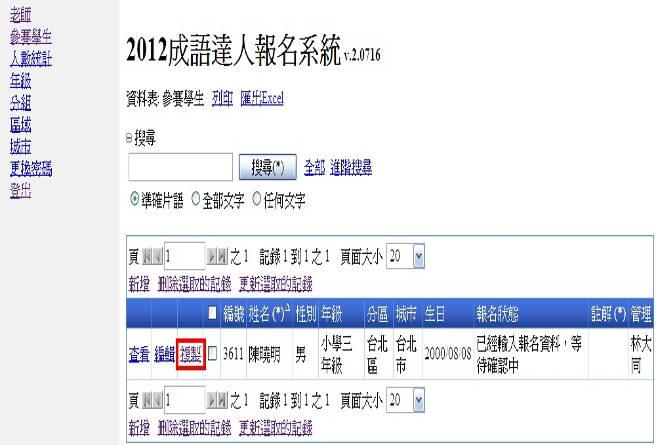 老師
參賽學生
人數統計
年級
分組
區域
城市
更換密碼
登出
2012成語達人報名系統 v.2.0716
資料表: 參賽學生 列印 匯出Excel
搜尋
搜尋(*) 全部 進階搜尋
準確片語 全部文字 任何文字
頁 1 之 1 記錄 1 到 1 之 1 頁面大小 20
新增 刪除選取的記錄 更新選取的記錄
編號 姓名 (*) 性別 年級 分區 城市 生日 報名狀態 註解 (*) 管理
查看 編輯 複製 3611 陳曉明 男 小學三年級 台北區 台北市 2000/08/08 已經輸入報名資料，等待確認中 林大同
頁 1 之 1 記錄 1 到 1 之 1 頁面大小 20
新增 刪除選取的記錄 更新選取的記錄